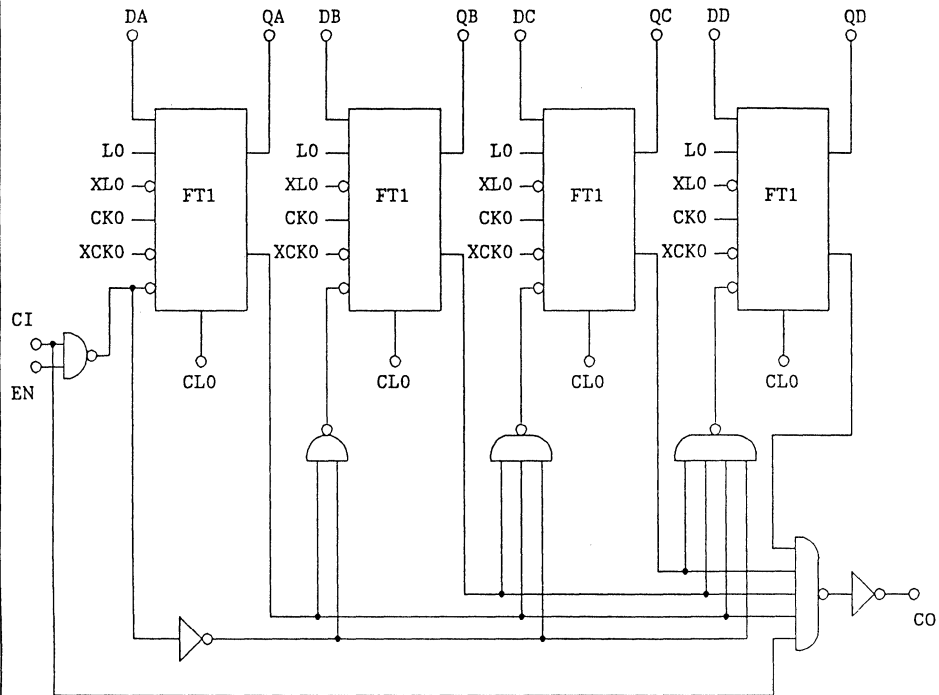 DA QA DB QB DC QC DD QD
L0 L0 L0 L0
XL0 XL0 XL0 XL0
FT1 FT1 FT1 FT1
CK0 CK0 CK0 CK0
XCK0 XCK0 XCK0 XCK0
CI
CL0 CL0 CL0 CL0
EN
CO